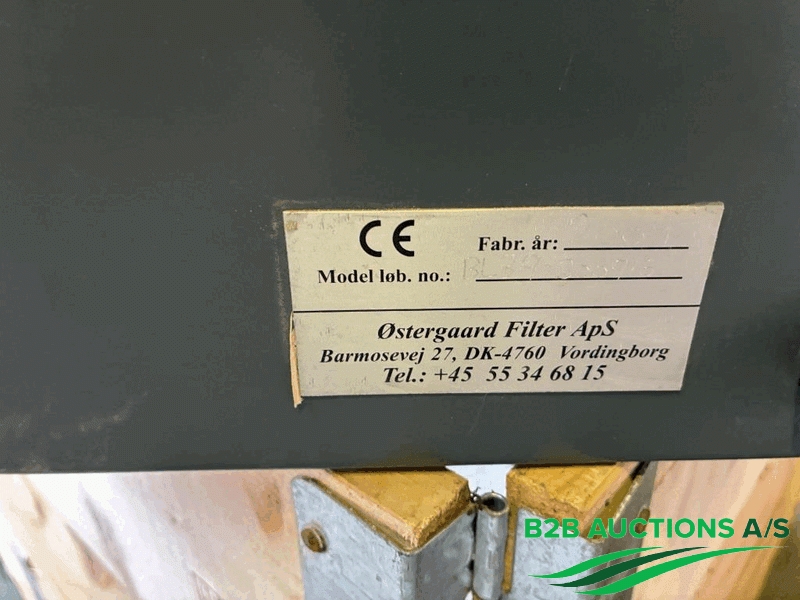 CE
Fabr. år:
Model løb. no.:
Østergaard Filter ApS
Barmosevej 27, DK-4760 Vordingborg
Tel.: +45 55 34 68 15
B2B AUCTIONS A/S